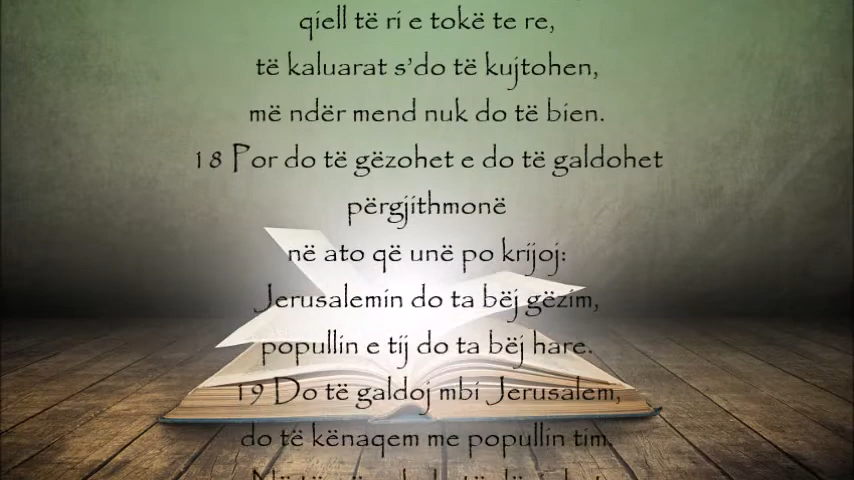 qiell të ri e tokë te re,
të kaluarat s'do të kujtohen,
më ndër mend nuk do të bien.
18 Por do të gëzohet e do të galdohet
përgjithmonë
në ato që unë po krijoj:
Jerusalemin do ta bëj gëzim,
popullin e tij do ta bëj hare.
19 Do të galdoj mbi Jerusalem,
do të kënaqem me popullin tim.